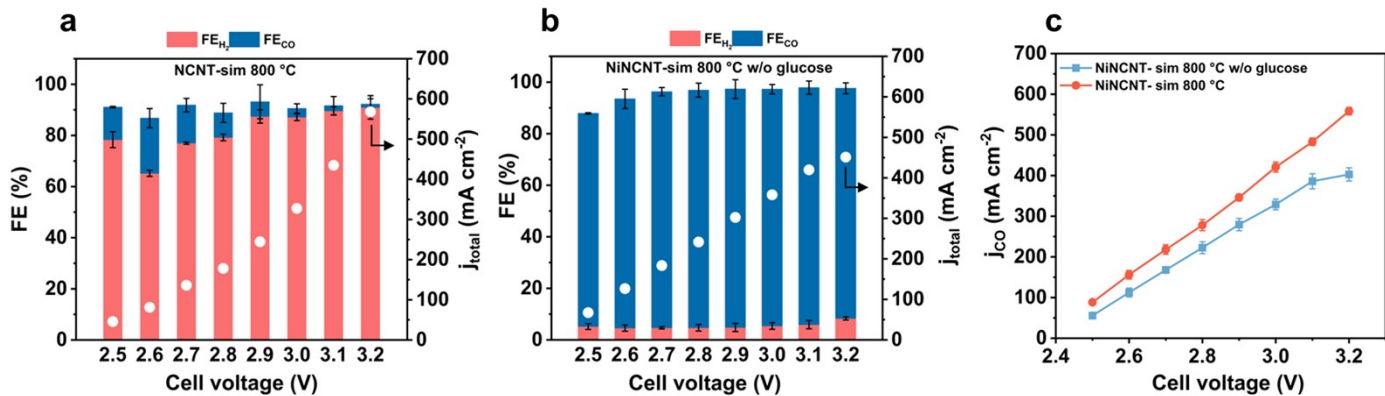 a
FE_H₂ FE_CO
NCNT-sim 800 °C
FE (%)
100
80
60
40
20
0
700
600
500
400
300
200
100
0
j_total (mA cm⁻²)
2.5 2.6 2.7 2.8 2.9 3.0 3.1 3.2
Cell voltage (V)
b
FE_H₂ FE_CO
NiNCNT-sim 800 °C w/o glucose
FE (%)
100
80
60
40
20
0
700
600
500
400
300
200
100
0
j_total (mA cm⁻²)
2.5 2.6 2.7 2.8 2.9 3.0 3.1 3.2
Cell voltage (V)
c
NiNCNT- sim 800 °C w/o glucose
NiNCNT- sim 800 °C
j_CO (mA cm⁻²)
700
600
500
400
300
200
100
0
2.4 2.6 2.8 3.0 3.2
Cell voltage (V)